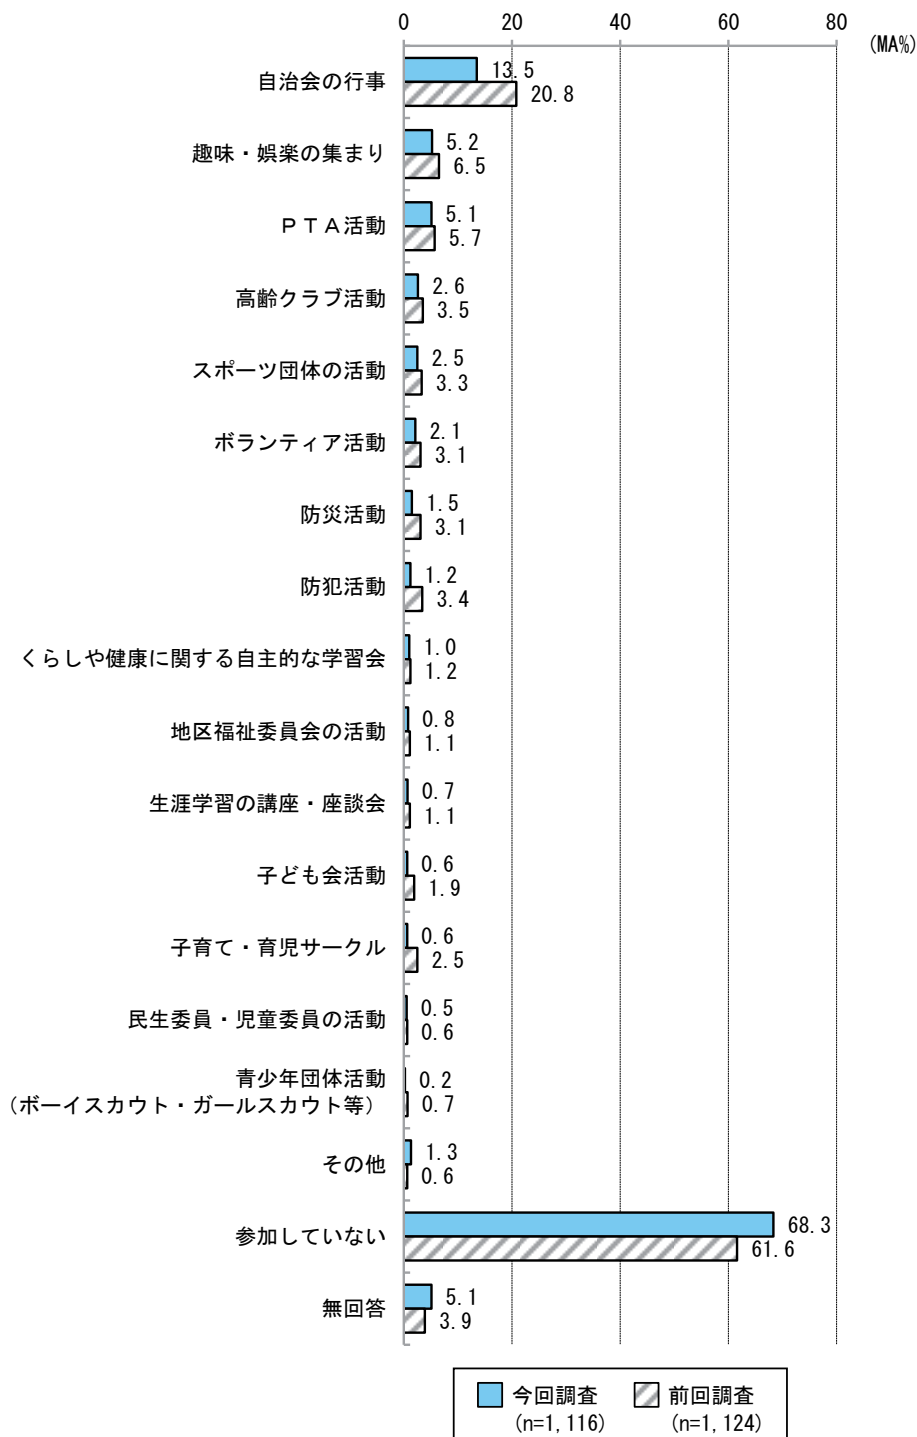 0 20 40 60 80
(MA%)
自治会の行事 13.5
20.8
趣味・娯楽の集まり 5.2
6.5
ＰＴＡ活動 5.1
5.7
高齢クラブ活動 2.6
3.5
スポーツ団体の活動 2.5
3.3
ボランティア活動 2.1
3.1
防災活動 1.5
3.1
防犯活動 1.2
3.4
くらしや健康に関する自主的な学習会 1.0
1.2
地区福祉委員会の活動 0.8
1.1
生涯学習の講座・座談会 0.7
1.1
子ども会活動 0.6
1.9
子育て・育児サークル 0.6
2.5
民生委員・児童委員の活動 0.5
0.6
青少年団体活動 0.2
（ボーイスカウト・ガールスカウト等） 0.7
その他 1.3
0.6
参加していない 68.3
61.6
無回答 5.1
3.9
今回調査 前回調査
(n=1,116) (n=1,124)